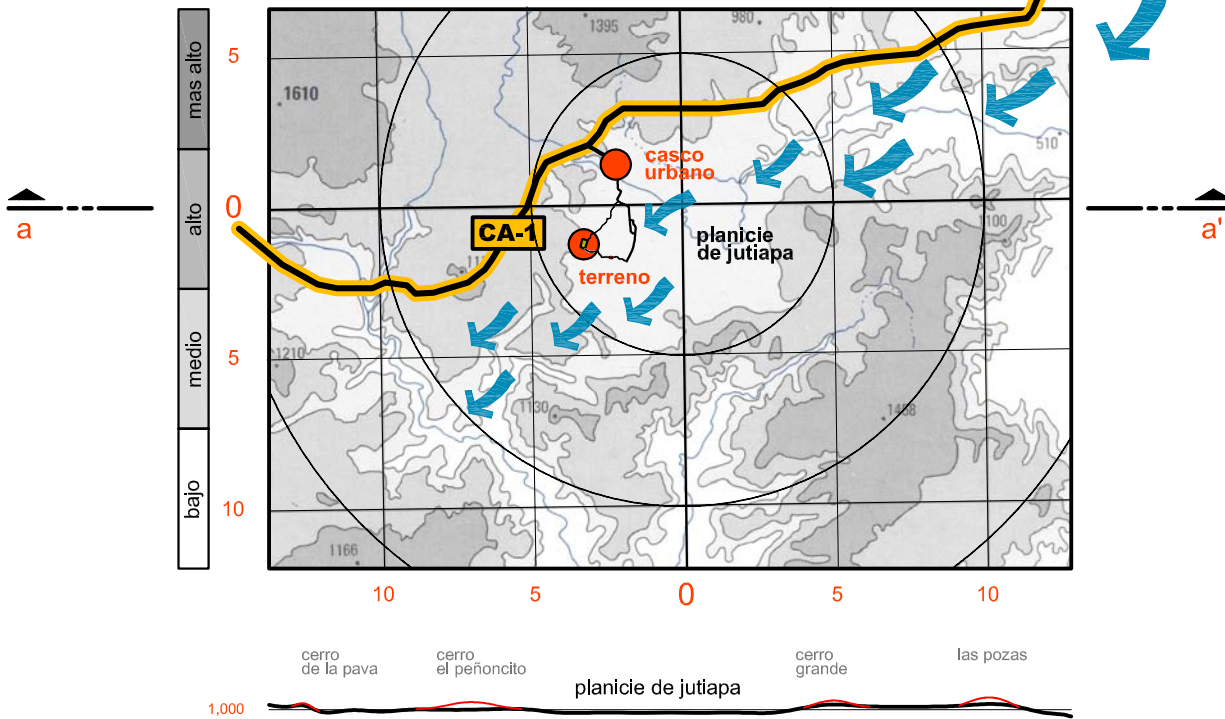 mas alto
alto
medio
bajo
5
0
5
10
a
a'
1395
980
1610
510
casco
urbano
CA-1
planicie
de jutiapa
terreno
100
1210
1130
1458
1166
10
5
0
5
10
cerro
de la pava
cerro
el peñoncito
cerro
grande
las pozas
planicie de jutiapa
1,000